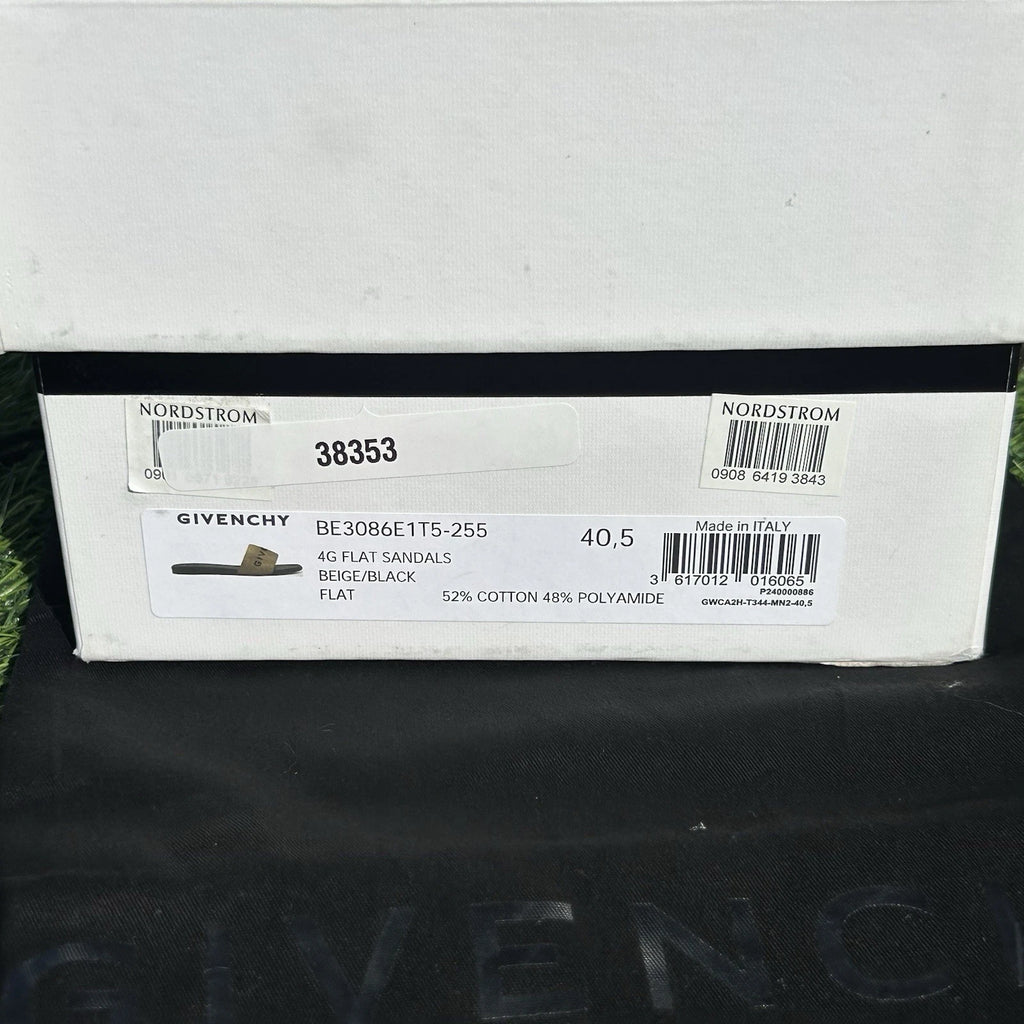 NORDSTROM
38353
NORDSTROM
0908 6419 3843
GIVENCHY
BE3086E1T5-255
40,5
Made in ITALY
4G FLAT SANDALS
BEIGE/BLACK
FLAT
52% COTTON 48% POLYAMIDE
3 617012 016065
P240000886
GWCA2H-T344-MN2-40,5
GIVENC